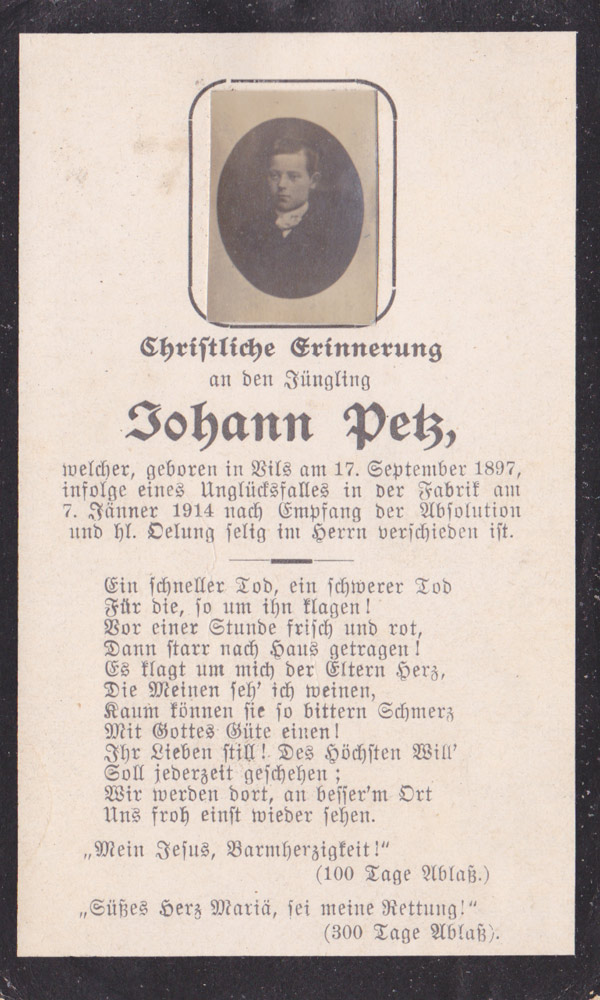 Christliche Erinnerung
an den Jüngling
Johann Petz,
welcher, geboren in Vils am 17. September 1897,
infolge eines Unglücksfalles in der Fabrik am
7. Jänner 1914 nach Empfang der Absolution
und hl. Oelung selig im Herrn verschieden ist.
Ein schneller Tod, ein schwerer Tod
Für die, so um ihn klagen!
Vor einer Stunde frisch und rot,
Dann starr nach Haus getragen!
Es klagt um mich der Eltern Herz,
Die Meinen seh' ich weinen,
Kaum können sie so bittern Schmerz
Mit Gottes Güte einen!
Ihr Lieben still! Des Höchsten Will'
Soll jederzeit geschehen;
Wir werden dort, an besser'm Ort
Uns froh einst wieder sehen.
„Mein Jesus, Barmherzigkeit!“
(100 Tage Ablaß.)
„Süßes Herz Mariä, sei meine Rettung!“
(300 Tage Ablaß).